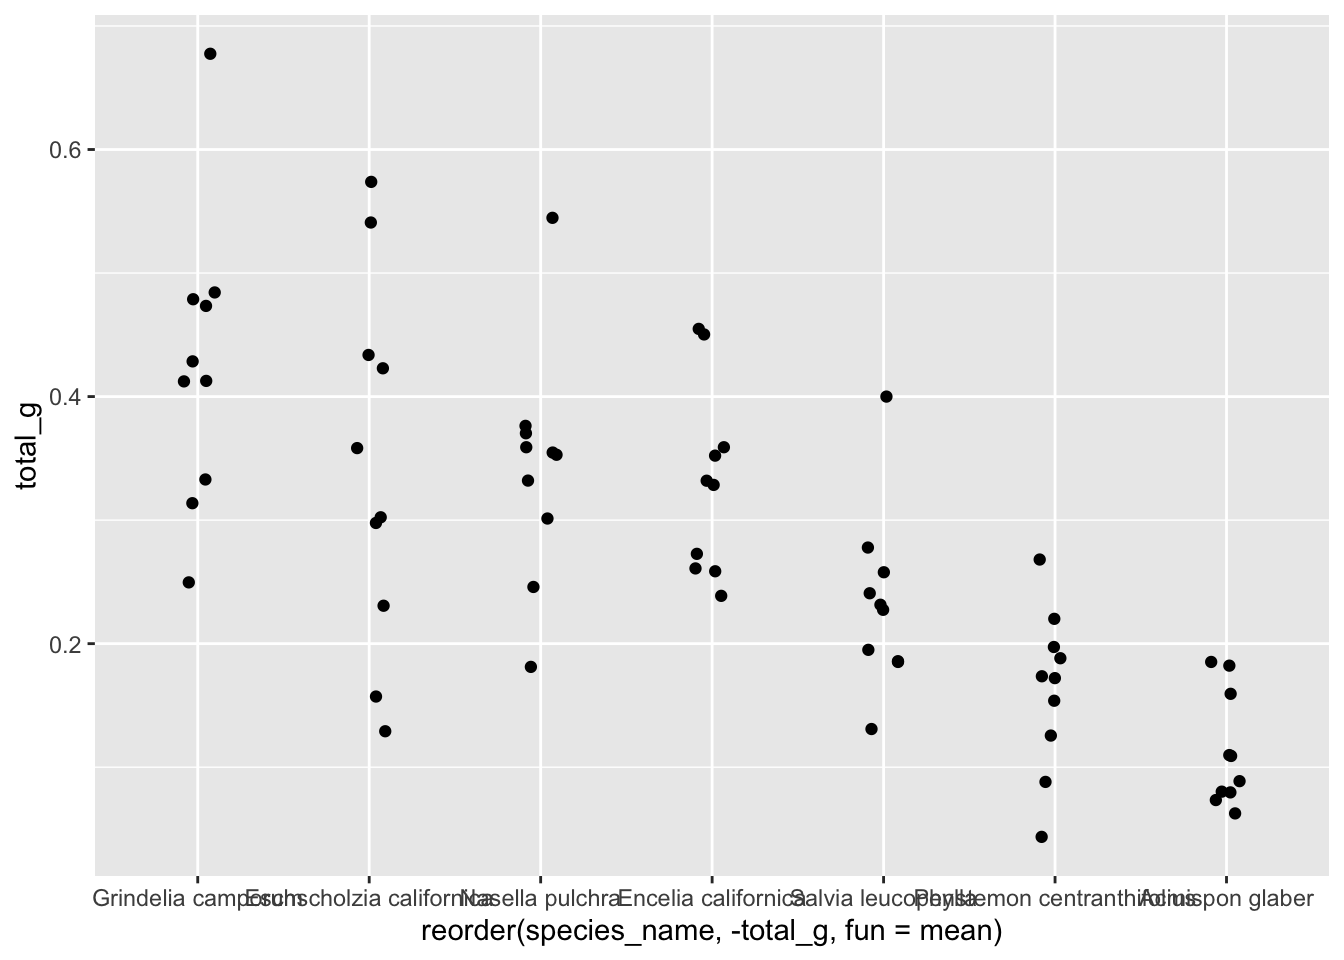 total_g
0.6
0.4
0.2
Grindelia camporum Eschscholzia californica Nasella pulchra Encelia californica Salvia leucophylla Penstemon centranthifolius Acmispon glaber
reorder(species_name, -total_g, fun = mean)